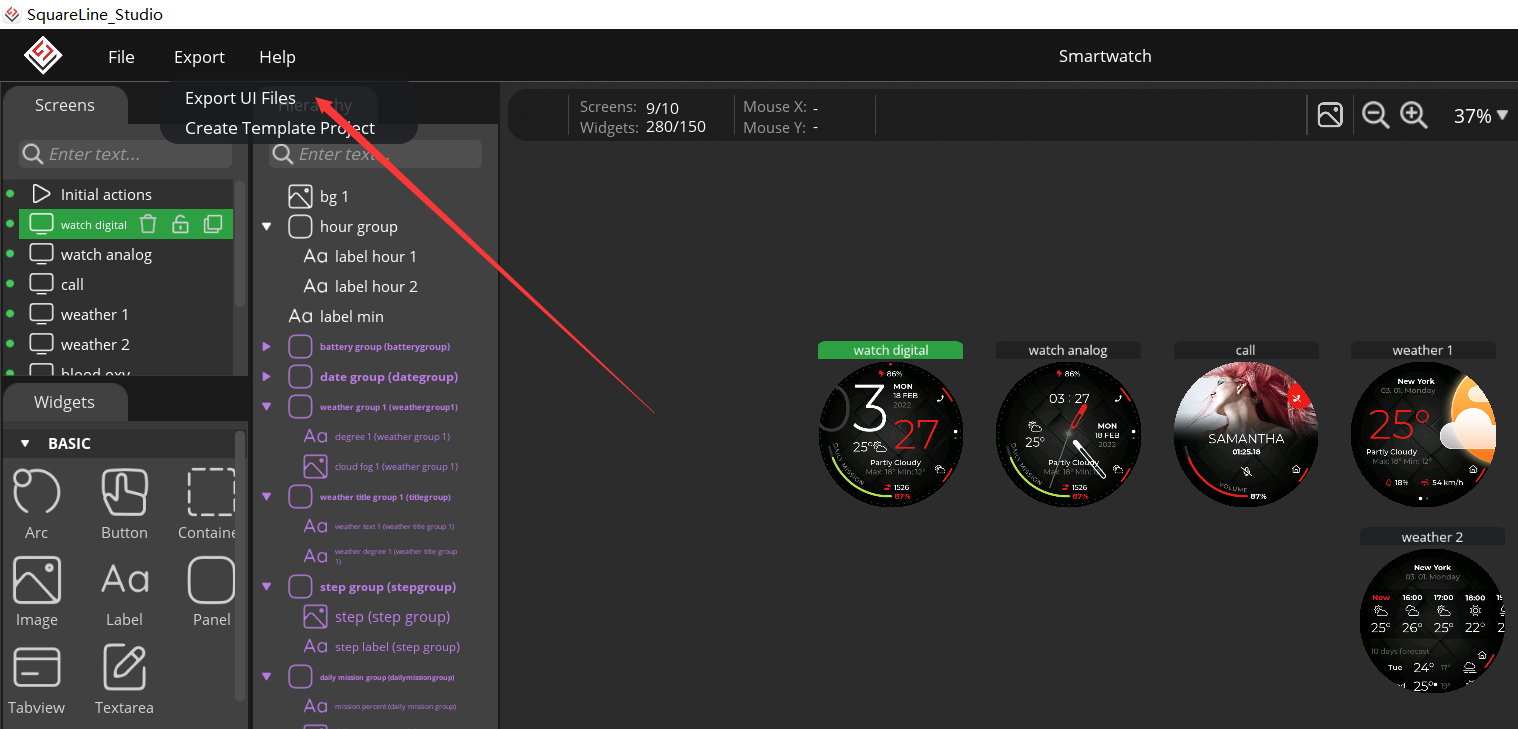 SquareLine_Studio
File Export Help Smartwatch
Export UI Files
Create Template Project
Screens
Hierarchy
Screens: 9/10
Widgets: 280/150
Mouse X: -
Mouse Y: -
37%
Enter text...
Enter text...
Initial actions
watch digital
watch analog
call
weather 1
weather 2
blood oxy
Widgets
BASIC
Arc
Button
Containe
Image
Label
Panel
Tabview
Textarea
bg 1
hour group
Aa label hour 1
Aa label hour 2
Aa label min
battery group (batterygroup)
date group (dategroup)
weather group 1 (weathergroup1)
Aa degree 1 (weather group 1)
cloud fog 1 (weather group 1)
weather title group 1 (titlegroup)
Aa weather text 1 (weather title group 1)
Aa weather degree 1 (weather title group
1)
step group (stepgroup)
step (step group)
Aa step label (step group)
daily mission group (dailymissiongroup)
Aa mission percent (daily mission group)
watch digital
86%
03
MON
18 FEB
2022
27
25°
Partly Cloudy
Max: 18° Min: 12°
DAILY MISSION
1526
87%
watch analog
86%
03 : 27
25°
MON
18 FEB
2022
Partly Cloudy
Max: 18° Min: 12°
DAILY MISSION
1526
87%
call
SAMANTHA
01:25.18
VOLUME
87%
weather 1
New York
03. 01. Monday
25°
Partly Cloudy
Max: 18° Min: 12°
18% 54 km/h
weather 2
New York
03. 01. Monday
Now 16:00 17:00 18:00
25° 26° 25° 22°
10 days forecast
Tue 24° 17°
25° 19°